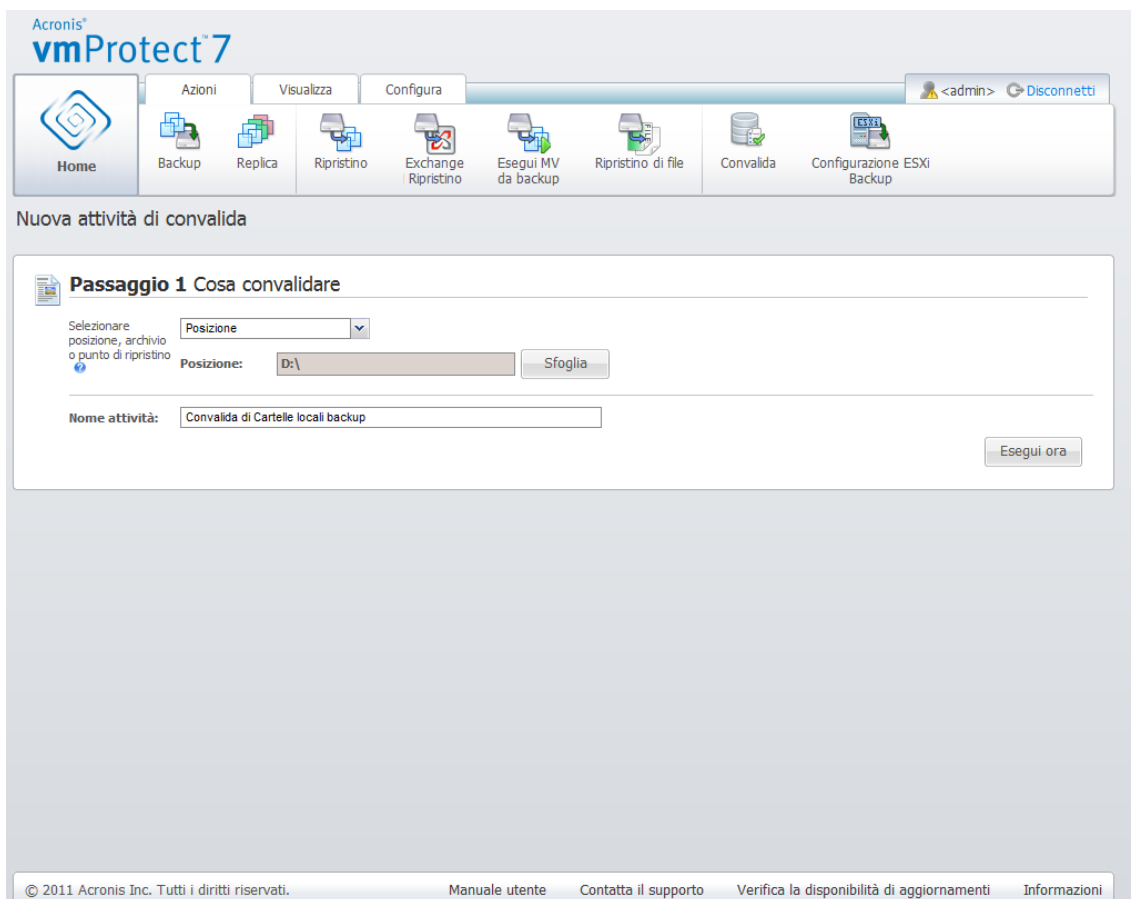 Acronis®
vmProtect™ 7
Azioni Visualizza Configura
<admin> Disconnetti
Home
Backup
Replica
Ripristino
Exchange
Ripristino
Esegui MV
da backup
Ripristino di file
Convalida
ESXi
Configurazione ESXi
Backup
Nuova attività di convalida
Passaggio 1 Cosa convalidare
Selezionare
posizione, archivio
o punto di ripristino
?
Posizione
Posizione: D:\ Sfoglia
Nome attività: Convalida di Cartelle locali backup
Esegui ora
© 2011 Acronis Inc. Tutti i diritti riservati. Manuale utente Contatta il supporto Verifica la disponibilità di aggiornamenti Informazioni